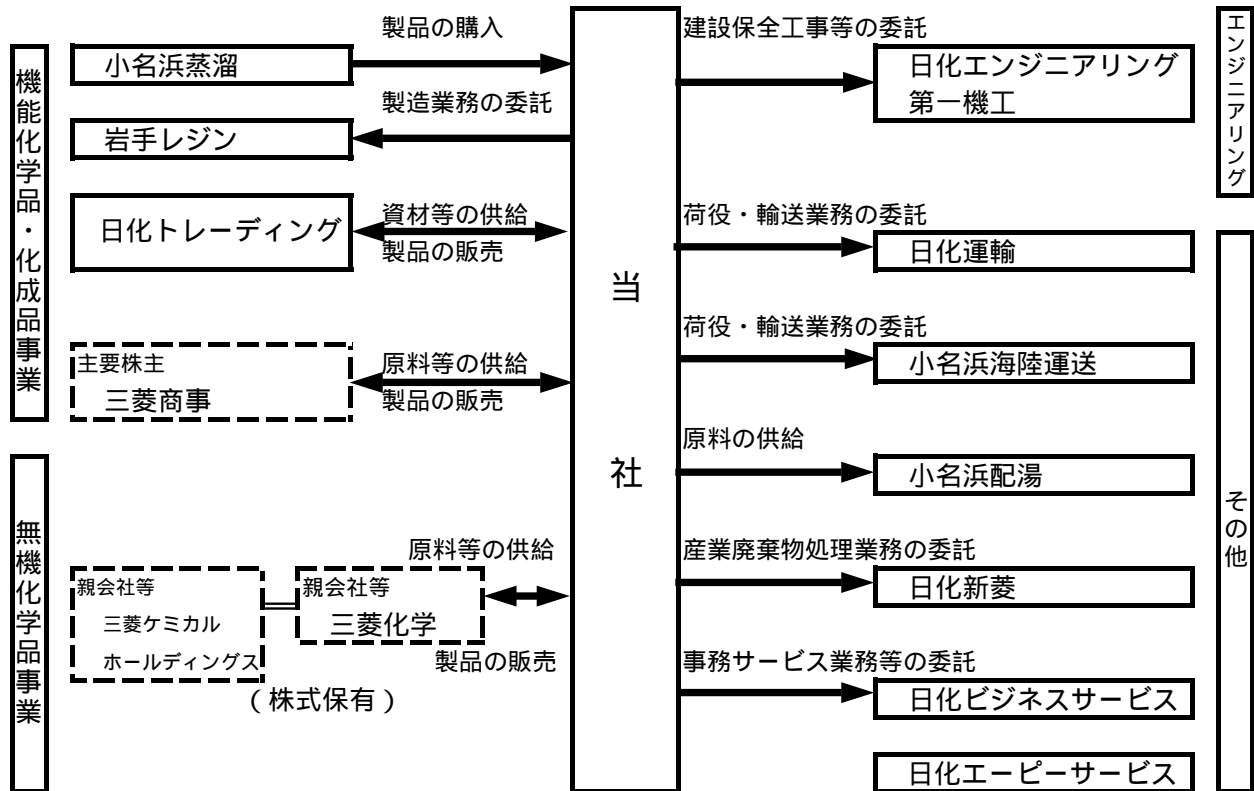 機能化学品・化成品事業
製品の購入
小名浜蒸溜
製造業務の委託
岩手レジン
日化トレーディング
資材等の供給
製品の販売
主要株主
三菱商事
原料等の供給
製品の販売
無機化学品事業
原料等の供給
親会社等
三菱ケミカル
ホールディングス
親会社等
三菱化学
製品の販売
（株式保有）
当社
建設保全工事等の委託
日化エンジニアリング
第一機工
エンジニアリング
荷役・輸送業務の委託
日化運輸
荷役・輸送業務の委託
小名浜海陸運送
原料の供給
小名浜配湯
産業廃棄物処理業務の委託
日化新菱
事務サービス業務等の委託
日化ビジネスサービス
日化エーピーサービス
その他